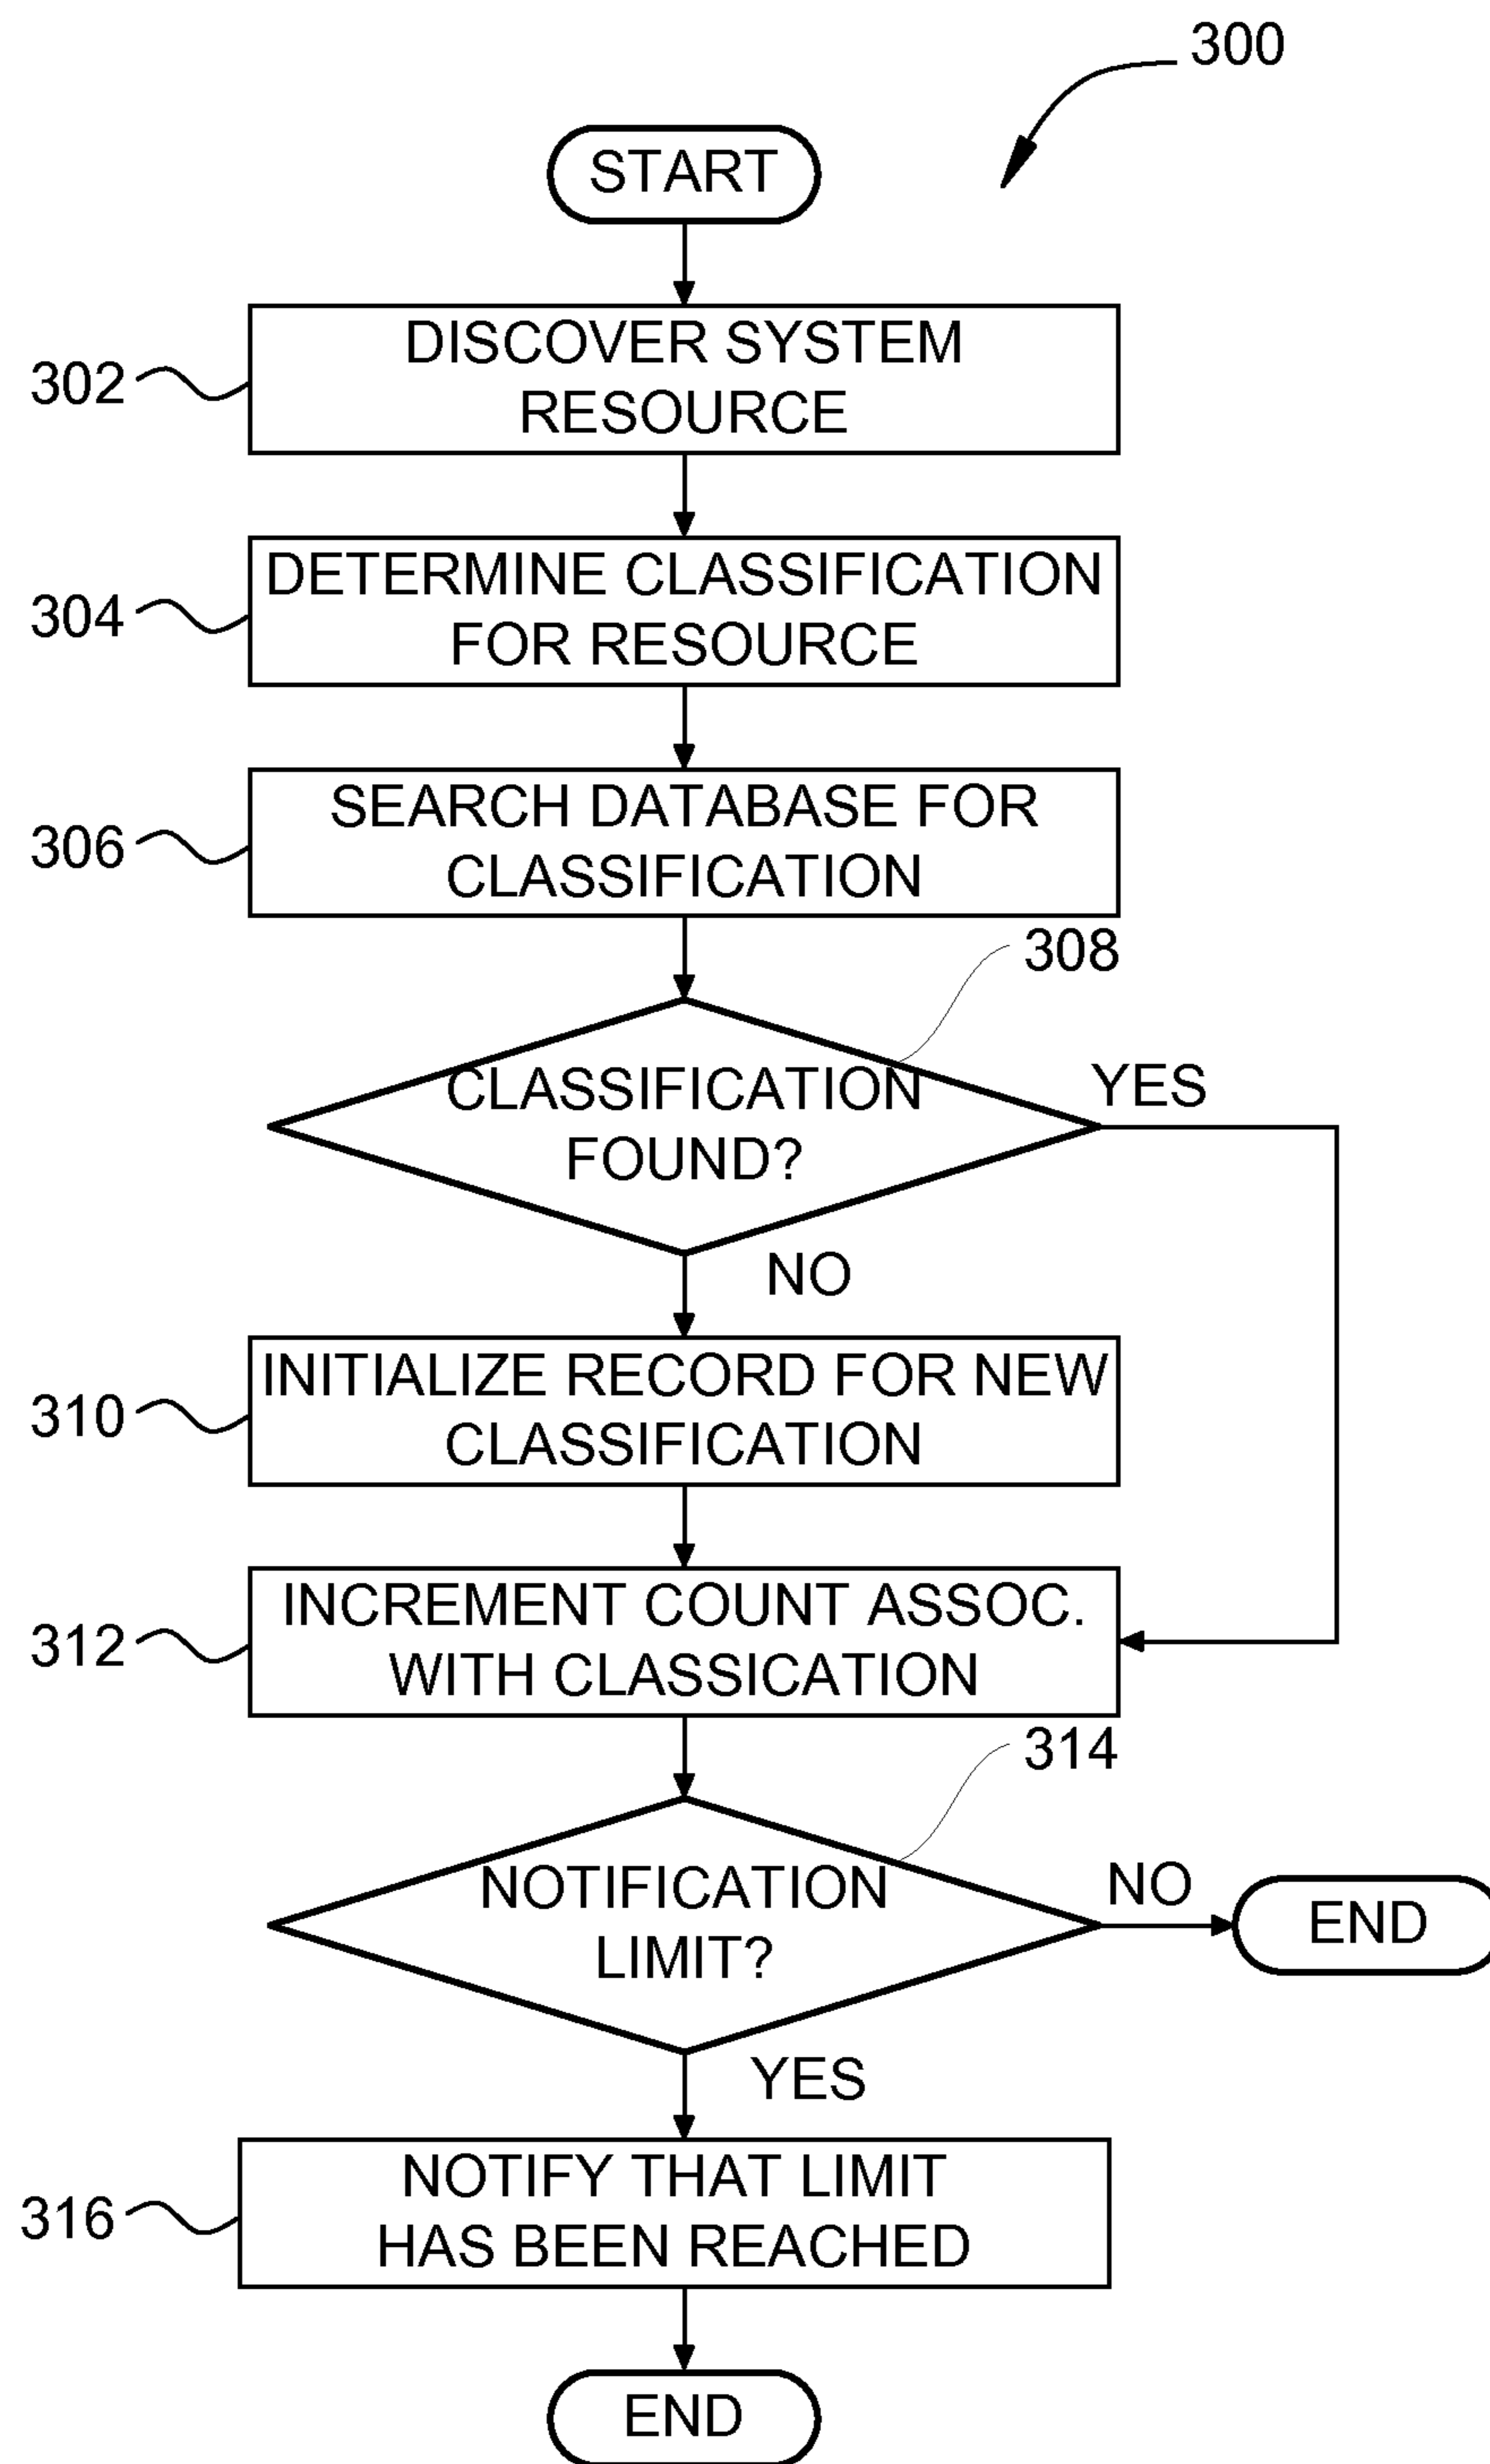 300
START
302
DISCOVER SYSTEM
RESOURCE
304
DETERMINE CLASSIFICATION
FOR RESOURCE
306
SEARCH DATABASE FOR
CLASSIFICATION
308
CLASSIFICATION
FOUND?
YES
NO
310
INITIALIZE RECORD FOR NEW
CLASSIFICATION
312
INCREMENT COUNT ASSOC.
WITH CLASSICATION
314
NOTIFICATION
LIMIT?
NO
END
YES
316
NOTIFY THAT LIMIT
HAS BEEN REACHED
END